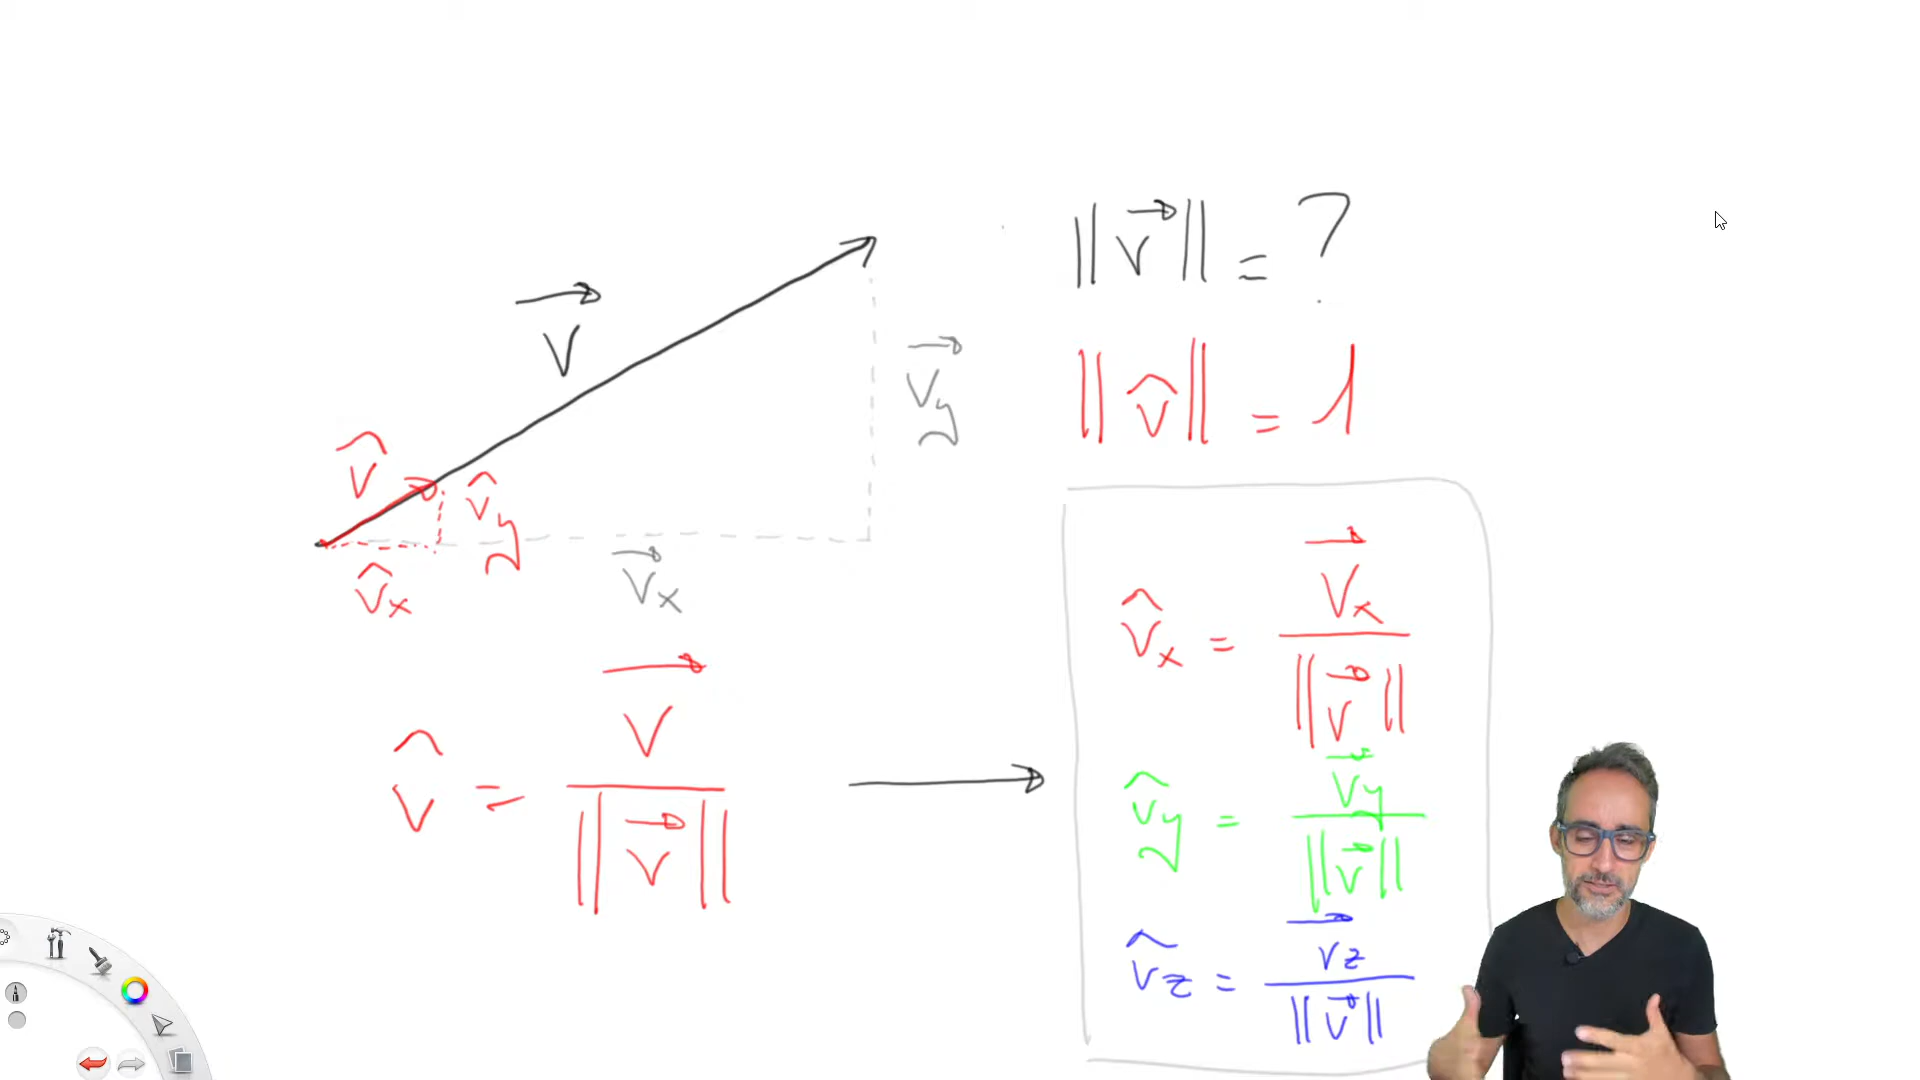 ‖v⃗‖ = ?
v⃗
v⃗y
‖v̂‖ = 1
v̂
v̂y
v̂x
v⃗x
v̂ = v⃗ / ‖v⃗‖
v̂x = v⃗x / ‖v⃗‖
v̂y = v⃗y / ‖v⃗‖
v̂z = v⃗z / ‖v⃗‖